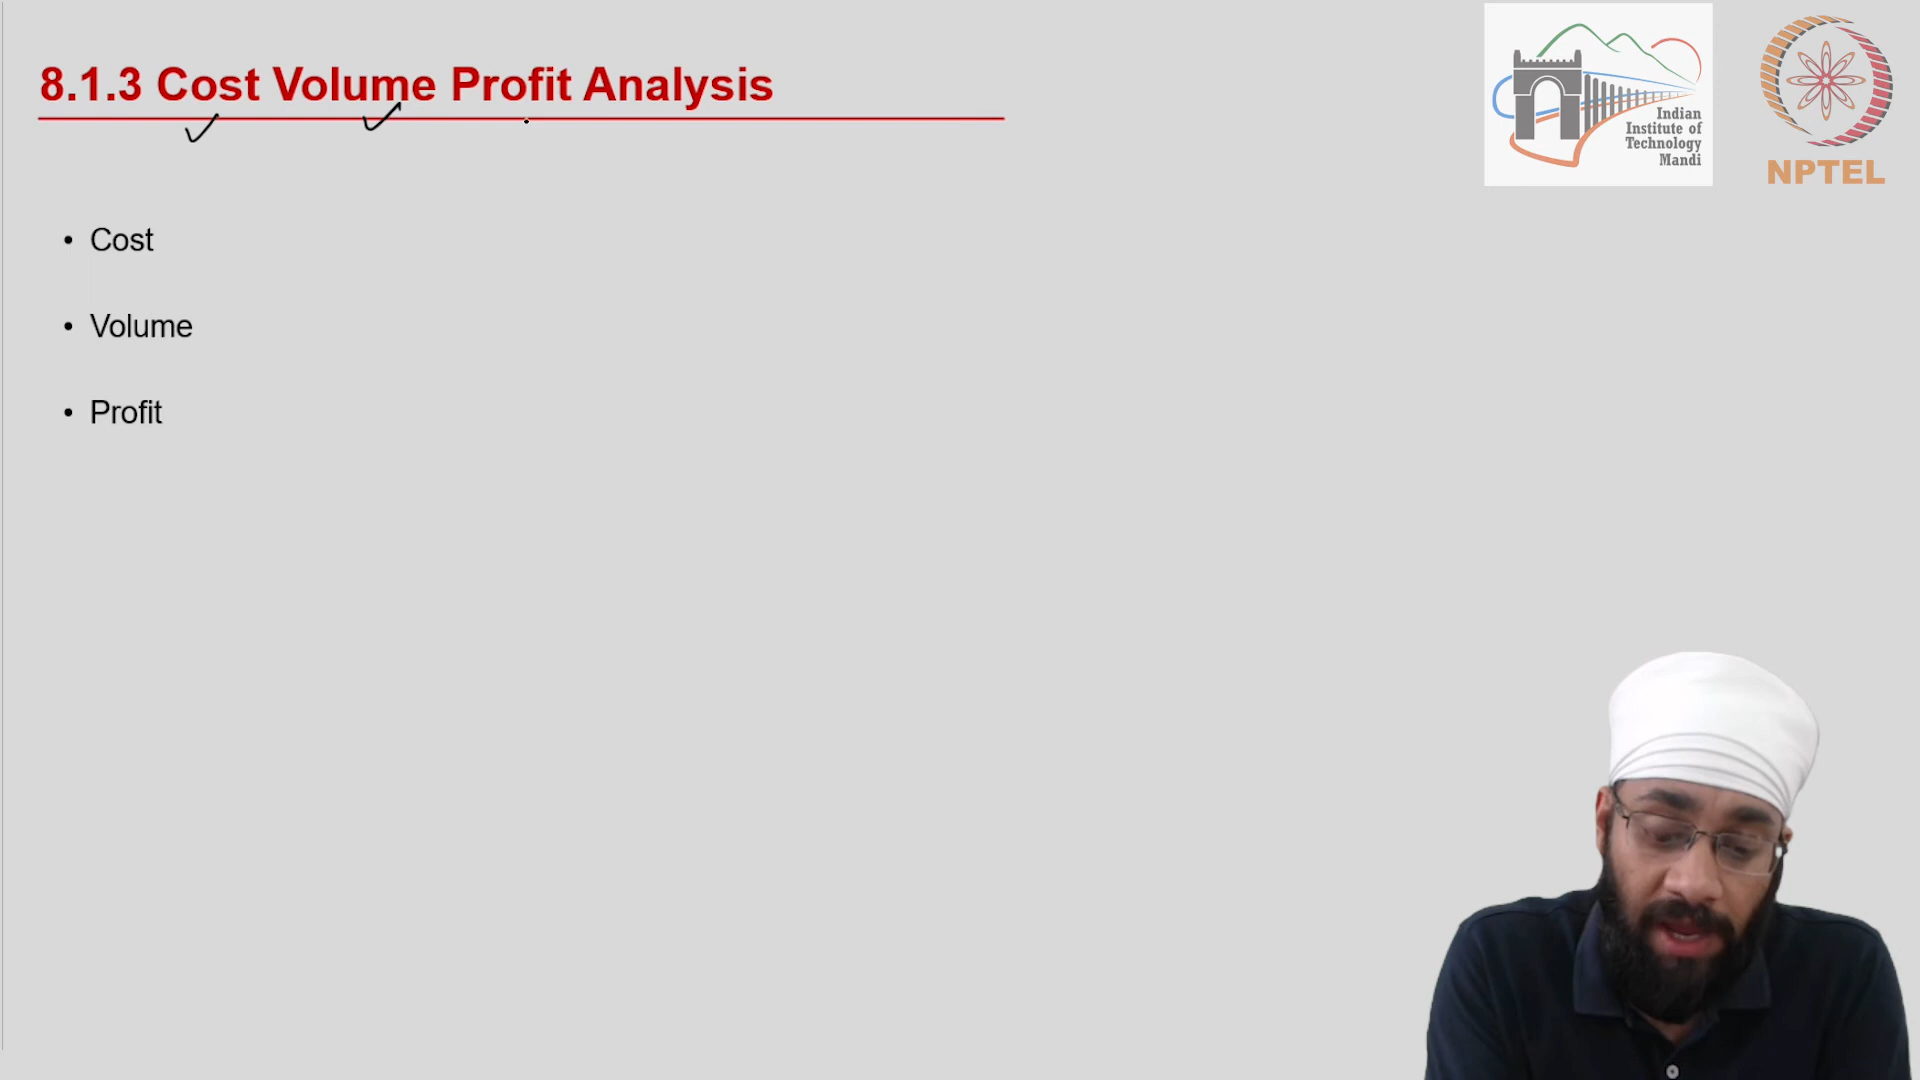 8.1.3 Cost Volume Profit Analysis
Indian
Institute of
Technology
Mandi
NPTEL
• Cost
• Volume
• Profit